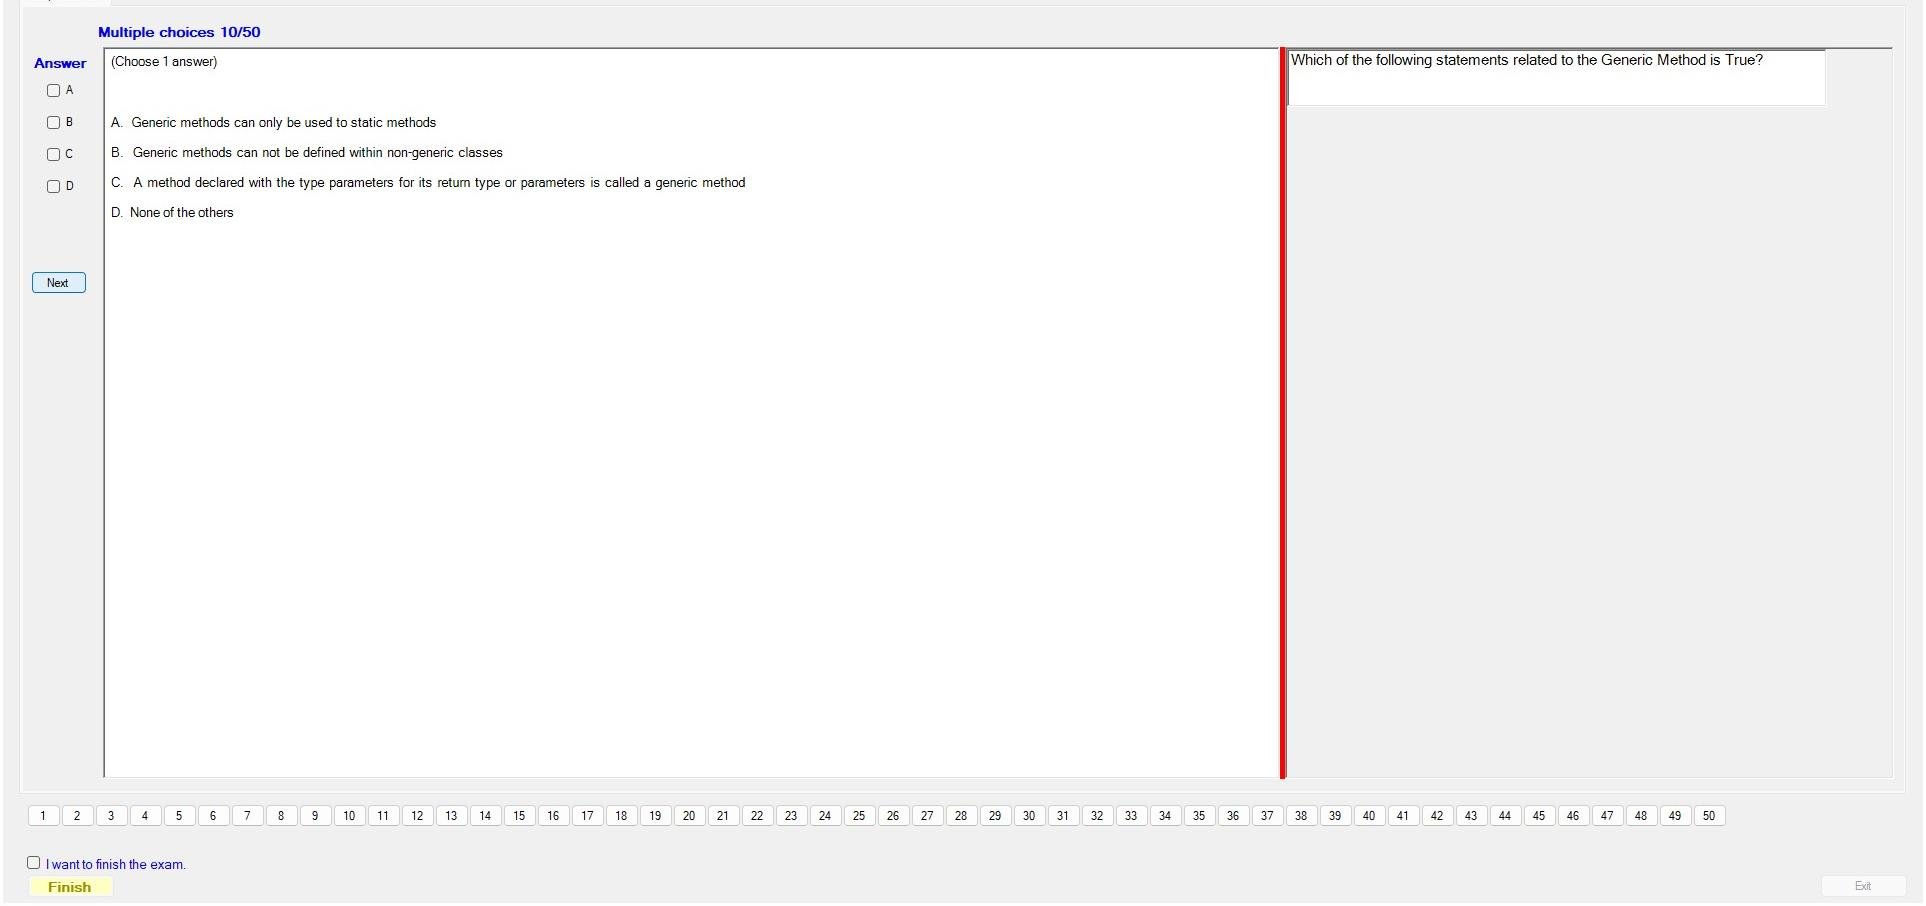 Multiple choices 10/50
Answer
A
B
C
D
Next
(Choose 1 answer)
A. Generic methods can only be used to static methods
B. Generic methods can not be defined within non-generic classes
C. A method declared with the type parameters for its return type or parameters is called a generic method
D. None of the others
Which of the following statements related to the Generic Method is True?
1 2 3 4 5 6 7 8 9 10 11 12 13 14 15 16 17 18 19 20 21 22 23 24 25 26 27 28 29 30 31 32 33 34 35 36 37 38 39 40 41 42 43 44 45 46 47 48 49 50
I want to finish the exam.
Finish
Exit